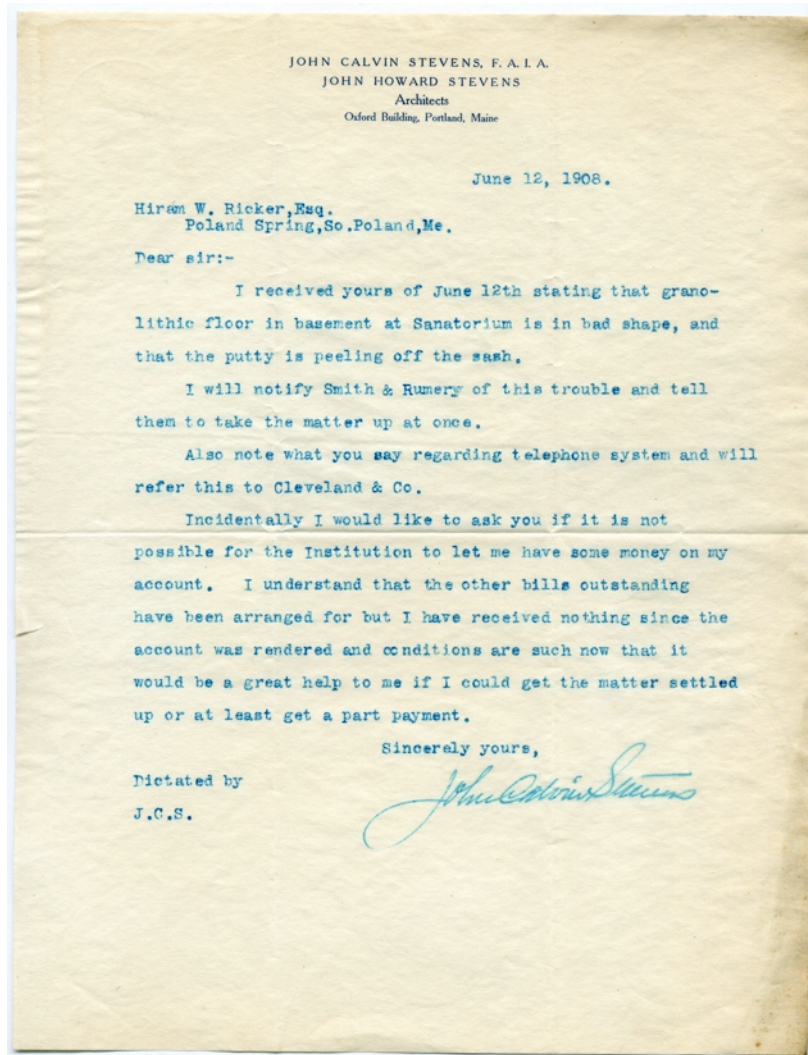 JOHN CALVIN STEVENS, F. A. I. A.
JOHN HOWARD STEVENS
Architects
Oxford Building, Portland, Maine
June 12, 1908.
Hiram W. Ricker,Esq.
Poland Spring,So.Poland,Me.
Dear sir:-
I received yours of June 12th stating that grano-
lithic floor in basement at Sanatorium is in bad shape, and
that the putty is peeling off the sash.
I will notify Smith & Rumery of this trouble and tell
them to take the matter up at once.
Also note what you say regarding telephone system and will
refer this to Cleveland & Co.
Incidentally I would like to ask you if it is not
possible for the Institution to let me have some money on my
account. I understand that the other bills outstanding
have been arranged for but I have received nothing since the
account was rendered and conditions are such now that it
would be a great help to me if I could get the matter settled
up or at least get a part payment.
Sincerely yours,
Dictated by
John Calvin Stevens
J.C.S.